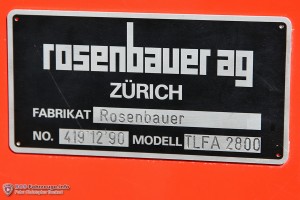 rosenbauer ag
ZÜRICH
FABRIKAT Rosenbauer
NO. 419 12'90 MODELL TLFA 2800